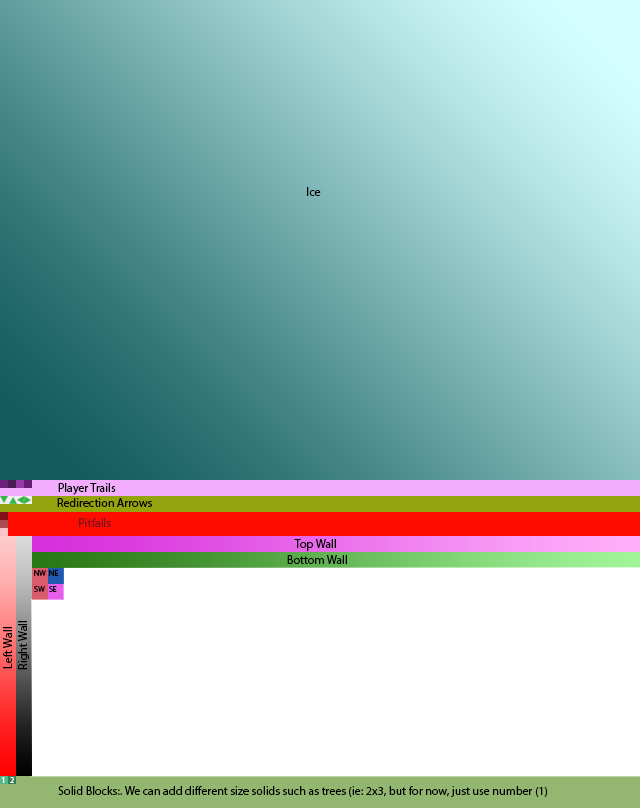 Ice
Player Trails
Redirection Arrows
Pitfalls
Top Wall
Bottom Wall
NW NE
SW SE
Left Wall
Right Wall
1 2
Solid Blocks:. We can add different size solids such as trees (ie: 2x3, but for now, just use number (1)